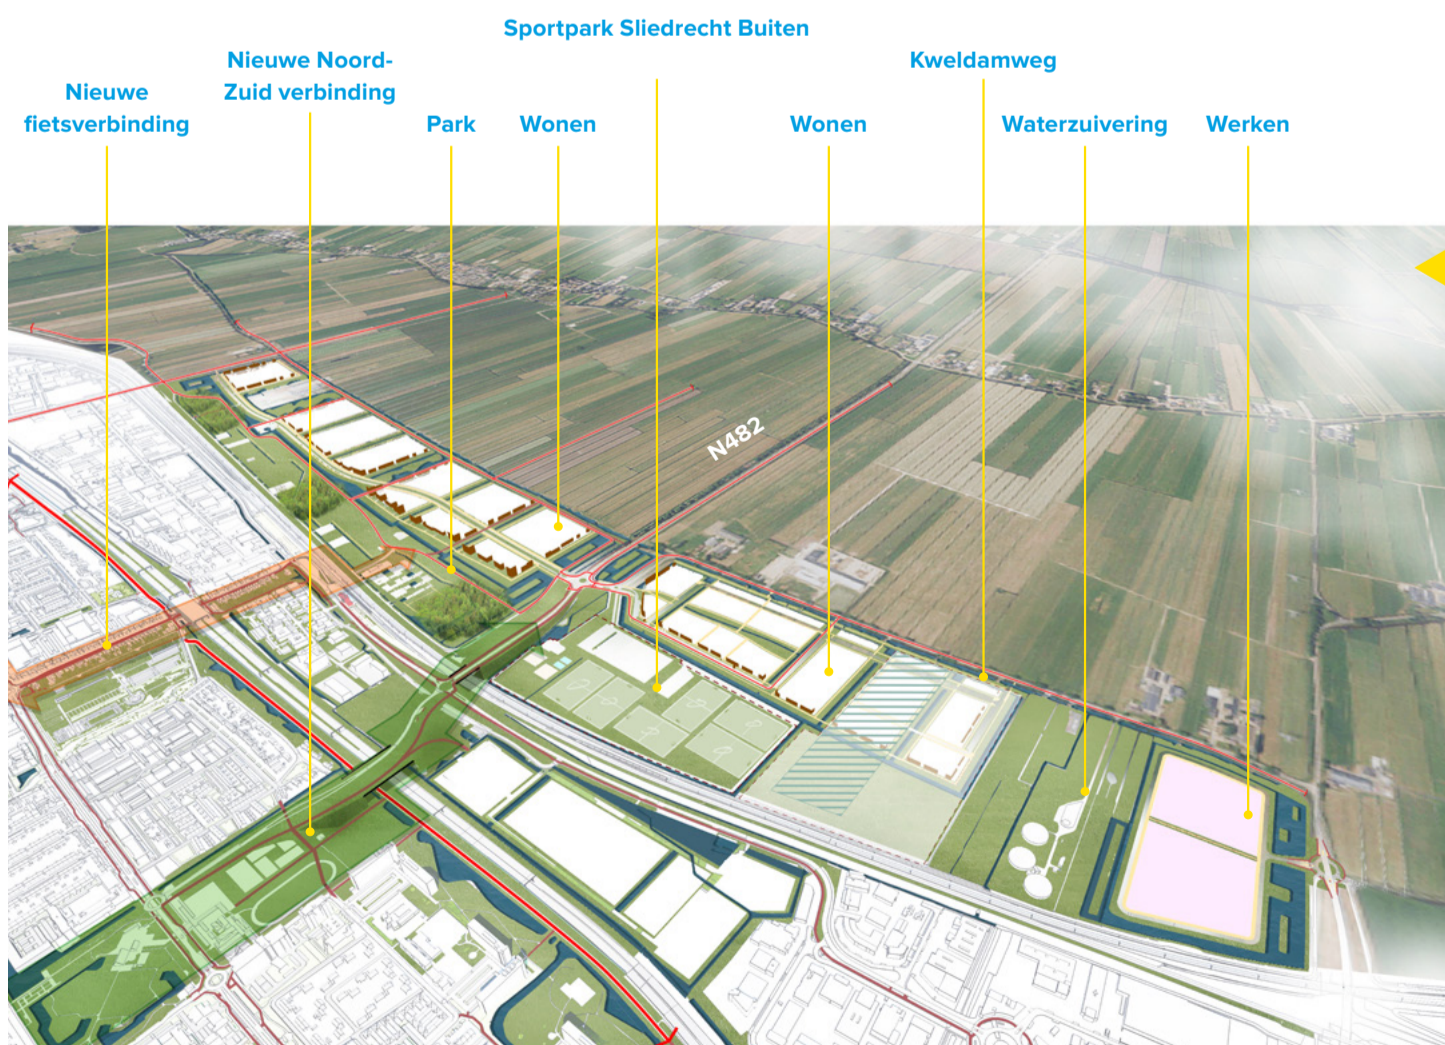 Sportpark Sliedrecht Buiten
Nieuwe Noord-
Zuid verbinding
Kweldamweg
Nieuwe
fietsverbinding
Park
Wonen
Wonen
Waterzuivering
Werken
N482